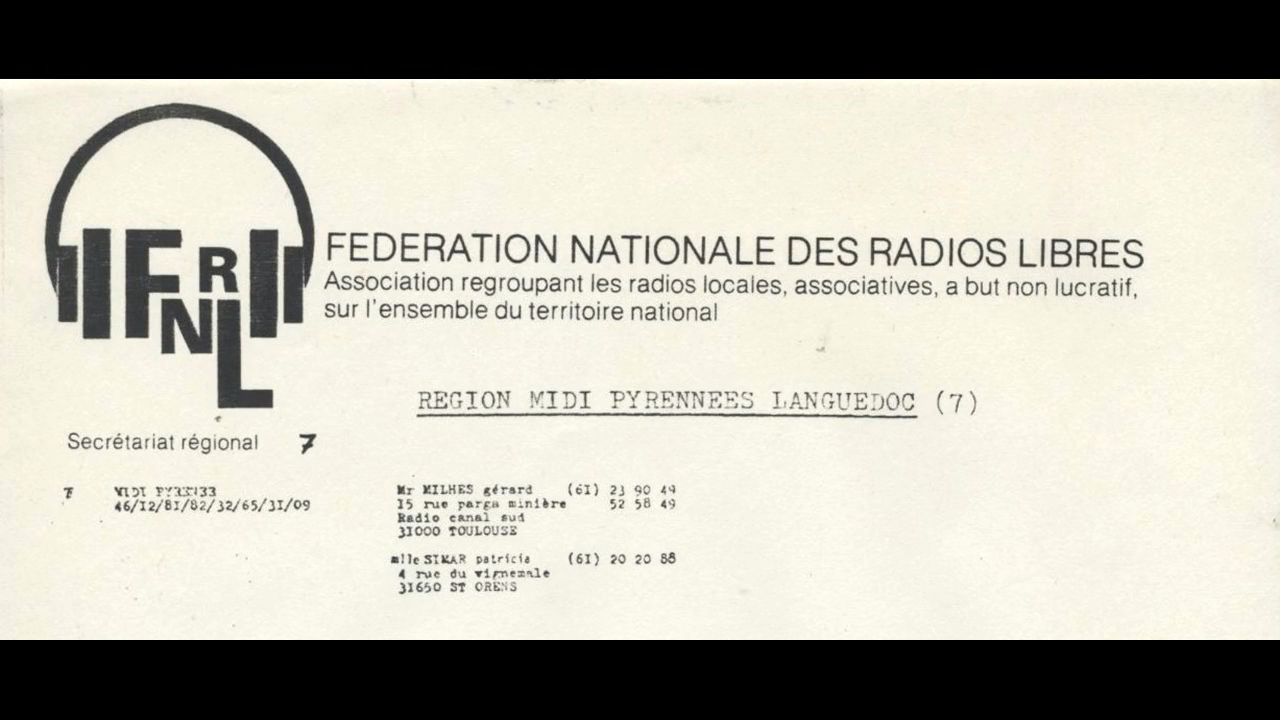 FNRL
FEDERATION NATIONALE DES RADIOS LIBRES
Association regroupant les radios locales, associatives, a but non lucratif,
sur l'ensemble du territoire national
REGION MIDI PYRENNEES LANGUEDOC (7)
Secrétariat régional 7
7 MIDI
46/12/81/82/32/65/31/09
Mr MILHES gérard (61) 23 90 49
15 rue parga minière 52 58 49
Radio canal sud
31000 TOULOUSE
mlle SIKAR patricia (61) 20 20 88
4 rue du vignemale
31650 ST ORENS